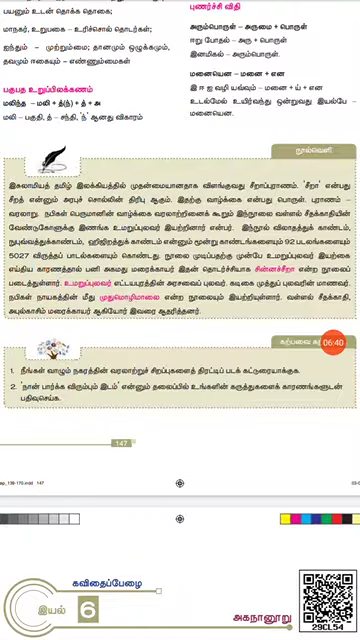 பயனும் உடன் தொக்க தொகை;
மாநகர், உறுபகை – உரிச்சொல் தொடர்கள்;
ஐந்தும் – முற்றும்மை; தானமும் ஒழுக்கமும்,
தவமும் ஈகையும் – எண்ணும்மைகள்
பகுபத உறுப்பிலக்கணம்
மலிந்த – மலி + த்(ந்) + த் + அ
மலி – பகுதி, த் – சந்தி, 'ந்' ஆனது விகாரம்
புணர்ச்சி விதி
அரும்பொருள் – அருமை + பொருள்
ஈறு போதல் – அரு + பொருள்
இனமிகல் – அரும்பொருள்.
மனையென – மனை + என
இ ஈ ஐ வழி யவ்வும் – மனை + ய் + என
உடல்மேல் உயிர்வந்து ஒன்றுவது இயல்பே –
மனையென.
நூல்வெளி
இசுலாமியத் தமிழ் இலக்கியத்தில் முதன்மையானதாக விளங்குவது சீறாப்புராணம். 'சீறா' என்பது
சீறத் என்னும் அரபுச் சொல்லின் திரிபு ஆகும். இதற்கு வாழ்க்கை என்பது பொருள். புராணம் –
வரலாறு. நபிகள் பெருமானின் வாழ்க்கை வரலாற்றினைக் கூறும் இந்நூலை வள்ளல் சீதக்காதியின்
வேண்டுகோளுக்கு இணங்க உமறுப்புலவர் இயற்றினார் என்பர். இந்நூல் விலாதத்துக் காண்டம்,
நுபுவ்வத்துக்காண்டம், ஹிஜிறத்துக் காண்டம் என்னும் மூன்று காண்டங்களையும் 92 படலங்களையும்
5027 விருத்தப் பாடல்களையும் கொண்டது. நூலை முடிப்பதற்கு முன்பே உமறுப்புலவர் இயற்கை
எய்திய காரணத்தால் பனி அகமது மரைக்காயர் இதன் தொடர்ச்சியாக சின்னச்சீறா என்ற நூலைப்
படைத்துள்ளார். உமறுப்புலவர் எட்டயபுரத்தின் அரசவைப் புலவர். கடிகை முத்துப் புலவரின் மாணவர்.
நபிகள் நாயகத்தின் மீது முதுமொழிமாலை என்ற நூலையும் இயற்றியுள்ளார். வள்ளல் சீதக்காதி,
அபுல்காசிம் மரைக்காயர் ஆகியோர் இவரை ஆதரித்தனர்.
கற்பவை
06:40
1. நீங்கள் வாழும் நகரத்தின் வரலாற்றுச் சிறப்புகளைத் திரட்டிப் படக் கட்டுரையாக்குக.
2. 'நான் பார்க்க விரும்பும் இடம்' என்னும் தலைப்பில் உங்களின் கருத்துகளைக் காரணங்களுடன்
பதிவுசெய்க.
147
147
கவிதைப்பேழை
இயல் 6
அகநானூறு
29CL54